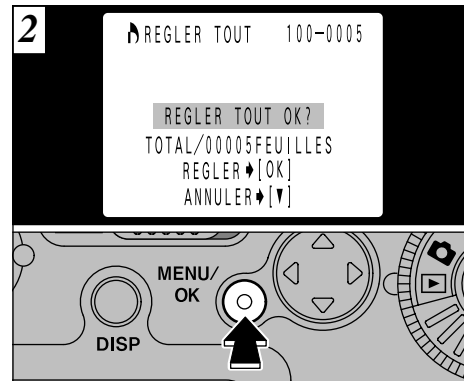 2
REGLER TOUT 100-0005
REGLER TOUT OK?
TOTAL/00005FEUILLES
REGLER➧[OK]
ANNULER➧[▼]
MENU/
OK
DISP